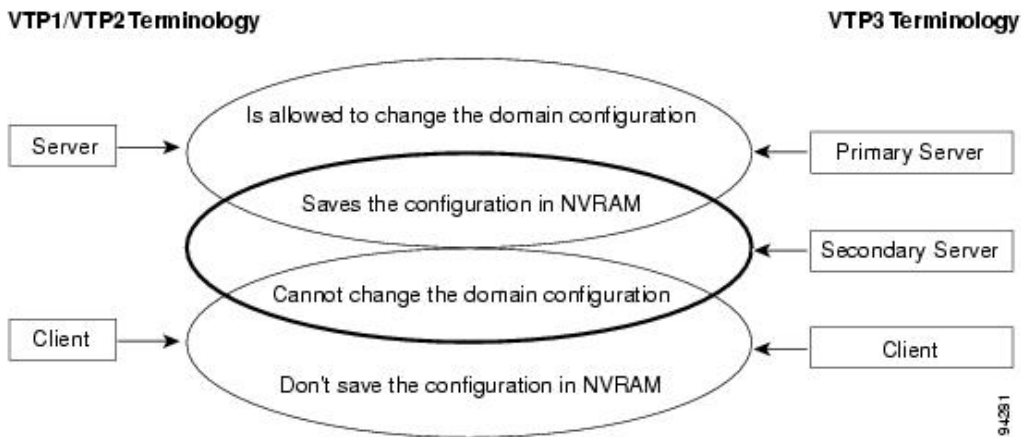 VTP1/VTP2 Terminology
VTP3 Terminology
Is allowed to change the domain configuration
Server
Primary Server
Saves the configuration in NVRAM
Secondary Server
Cannot change the domain configuration
Client
Client
Don't save the configuration in NVRAM
94281